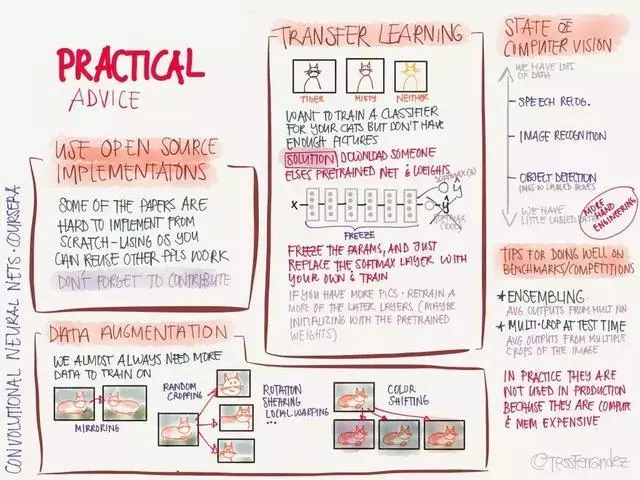 PRACTICAL
ADVICE
USE OPEN SOURCE
IMPLEMENTATIONS
SOME OF THE PAPERS ARE
HARD TO IMPLEMENT FROM
SCRATCH - USING OS YOU
CAN REUSE OTHER PPLS WORK
DON'T FORGET TO CONTRIBUTE
TRANSFER LEARNING
TIGER
MISTY
NEITHER
WANT TO TRAIN A CLASSIFIER
FOR YOUR CATS BUT DON'T HAVE
ENOUGH PICTURES
SOLUTION DOWNLOAD SOMEONE
ELSES PRETRAINED NET & WEIGHTS
X
SOFTMAX (3)
ŷ
ŷ
SOFTMAX
(1000)
FREEZE
FREEZE THE PARAMS, AND JUST
REPLACE THE SOFTMAX LAYER WITH
YOUR OWN & TRAIN
IF YOU HAVE MORE PICS - RETRAIN
A MORE OF THE LATER LAYERS (MAYBE
INITIALIZING WITH THE PRETRAINED
WEIGHTS)
STATE OF
COMPUTER VISION
WE HAVE LOTS
OF DATA
SPEECH RECOG.
IMAGE RECOGNITION
OBJECT DETECTION
IMGS W LABELED BOXES
WE HAVE
LITTLE LABELED DATA
MORE
HAND
ENGINEERING
TIPS FOR DOING WELL ON
BENCHMARKS/COMPETITIONS
* ENSEMBLING
AVG OUTPUTS FROM MULT NN
* MULTI-CROP AT TEST TIME
AVG OUTPUTS FROM MULTIPLE
CROPS OF THE IMAGE
IN PRACTICE THEY ARE
NOT USED IN PRODUCTION
BECAUSE THEY ARE COMPUTE
& MEM EXPENSIVE
DATA AUGMENTATION
WE ALMOST ALWAYS NEED MORE
DATA TO TRAIN ON
MIRRORING
RANDOM
CROPPING
ROTATION
SHEARING
LOCAL WARPING
...
COLOR
SHIFTING
CONVOLUTIONAL NEURAL NETS · COURSERA
@TessFerrandez